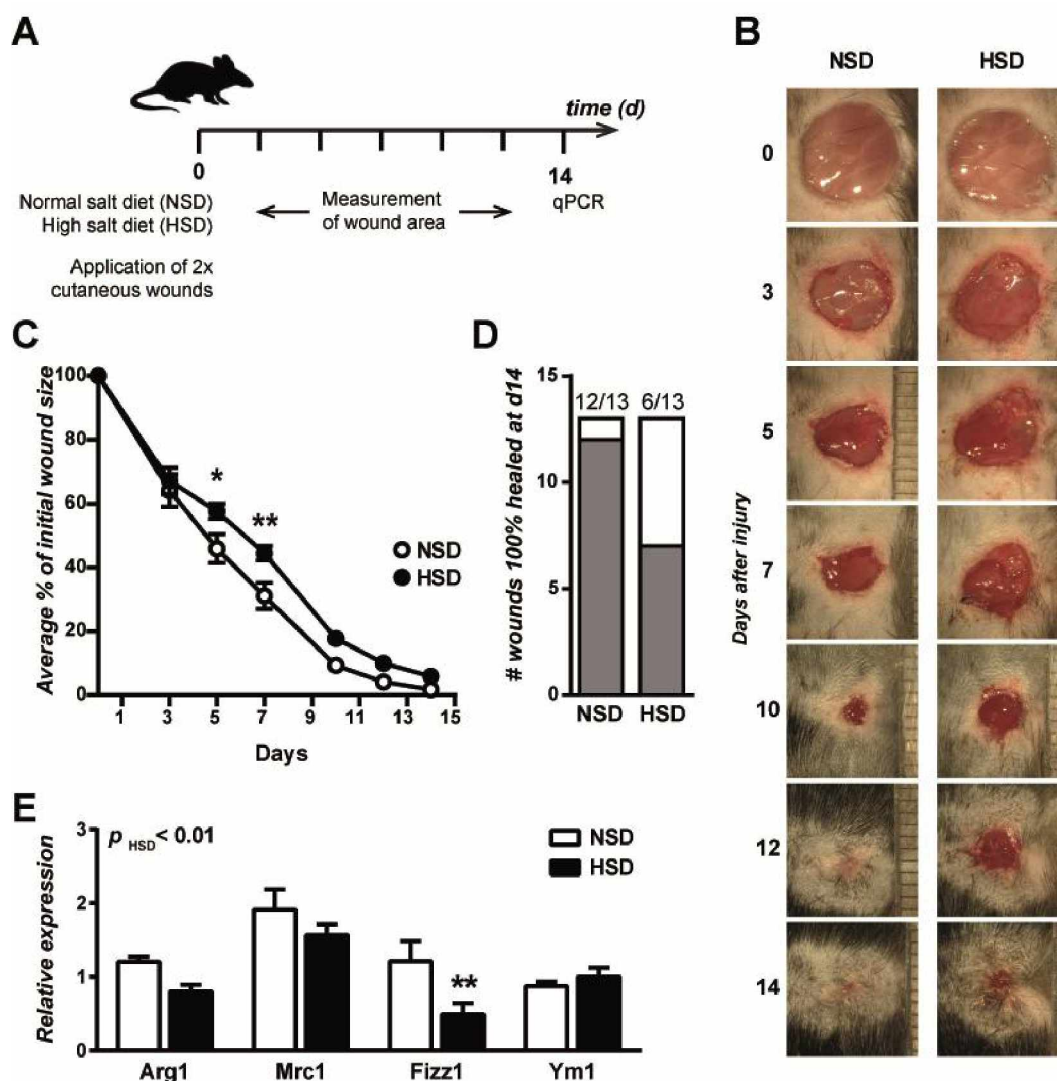 A
time (d)
0
14
Normal salt diet (NSD)
High salt diet (HSD)
Measurement
of wound area
qPCR
Application of 2x
cutaneous wounds
B
NSD
HSD
Days after injury
0
3
5
7
10
12
14
C
Average % of initial wound size
100
80
60
40
20
0
*
**
NSD
HSD
1
3
5
7
9
11
13
15
Days
D
# wounds 100% healed at d14
15
10
5
0
12/13
6/13
NSD
HSD
E
Relative expression
3
2
1
0
p HSD < 0.01
NSD
HSD
**
Arg1
Mrc1
Fizz1
Ym1